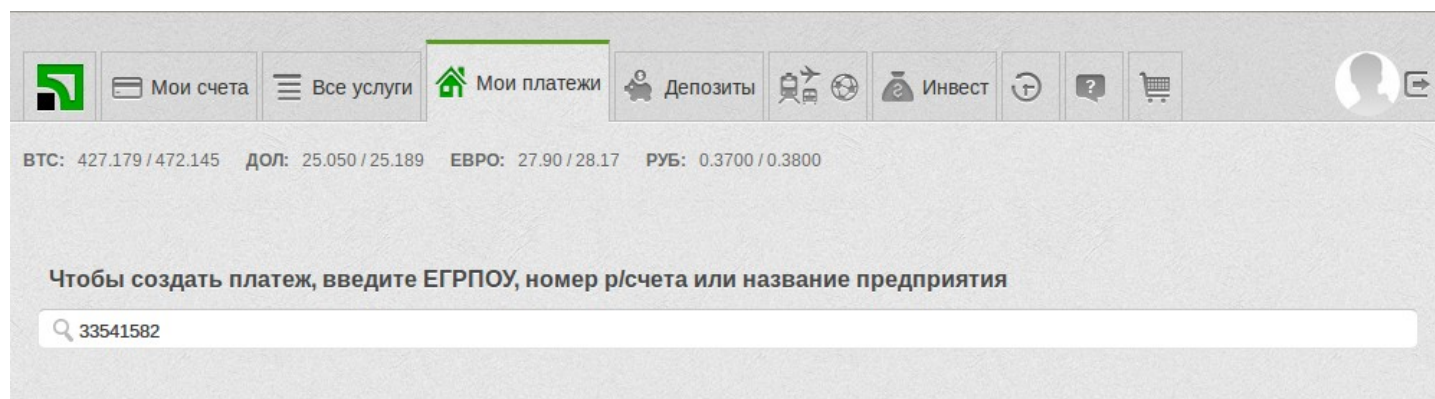 Мои счета Все услуги Мои платежи Депозиты Инвест ?
BTC: 427.179 / 472.145 ДОЛ: 25.050 / 25.189 ЕВРО: 27.90 / 28.17 РУБ: 0.3700 / 0.3800
Чтобы создать платеж, введите ЕГРПОУ, номер р/счета или название предприятия
33541582